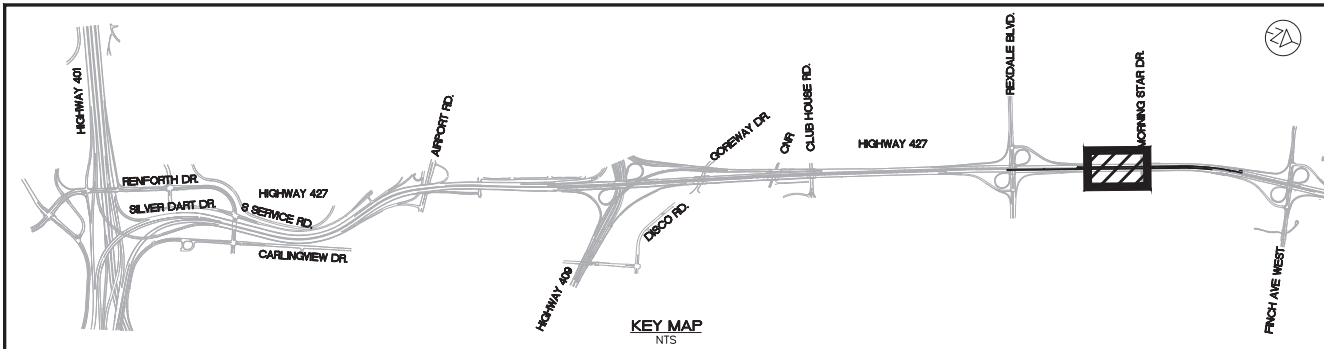 HIGHWAY 401
RENFORTH DR.
SILVER DART DR.
HIGHWAY 427
S SERVICE RD.
CARLINGVIEW DR.
AIRPORT RD.
HIGHWAY 409
DISCO RD.
GOREWAY DR.
CNR
CLUB HOUSE RD.
HIGHWAY 427
REXDALE BLVD.
MORNING STAR DR.
FINCH AVE WEST
N
KEY MAP
NTS